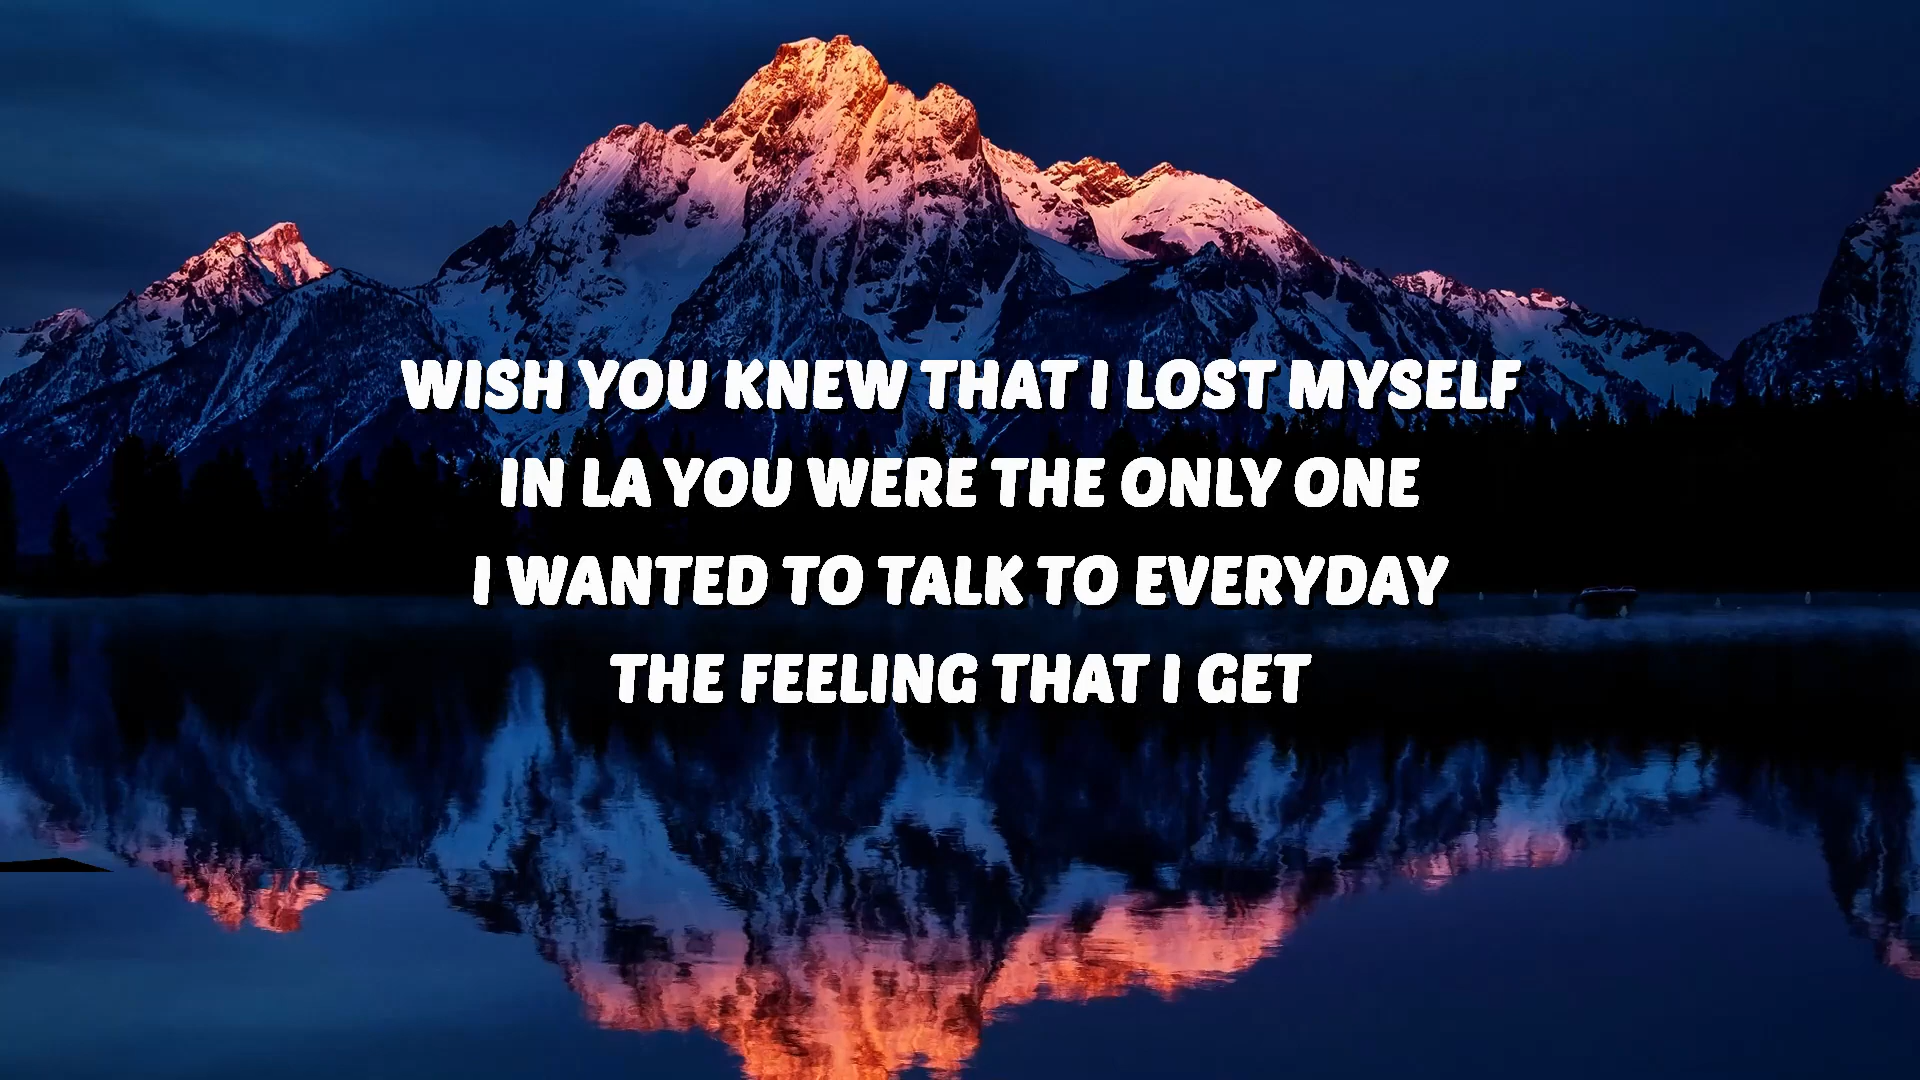 WISH YOU KNEW THAT I LOST MYSELF
IN LA YOU WERE THE ONLY ONE
I WANTED TO TALK TO EVERYDAY
THE FEELING THAT I GET